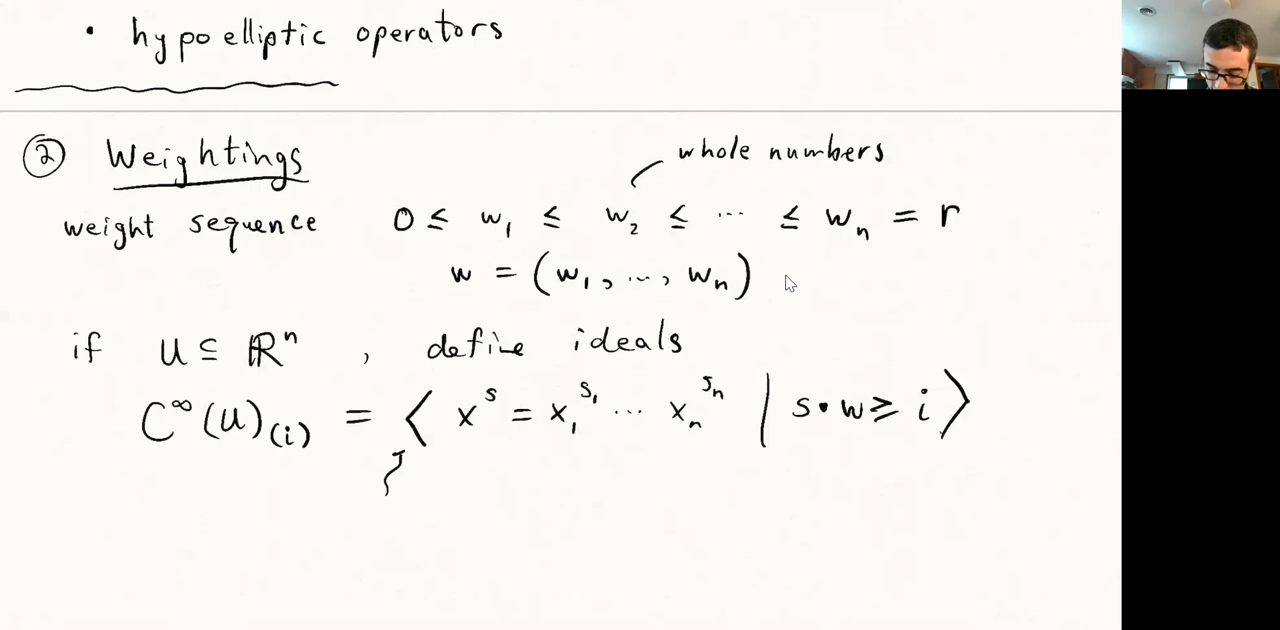 • hypoelliptic operators
② Weightings
whole numbers
weight sequence 0 ≤ w₁ ≤ w₂ ≤ ... ≤ wₙ = r
w = (w₁, ..., wₙ)
if U ⊆ ℝⁿ, define ideals
C^∞(U)_(i) = ⟨ x^s = x₁^{s₁} ... xₙ^{sₙ} | s • w ≥ i ⟩